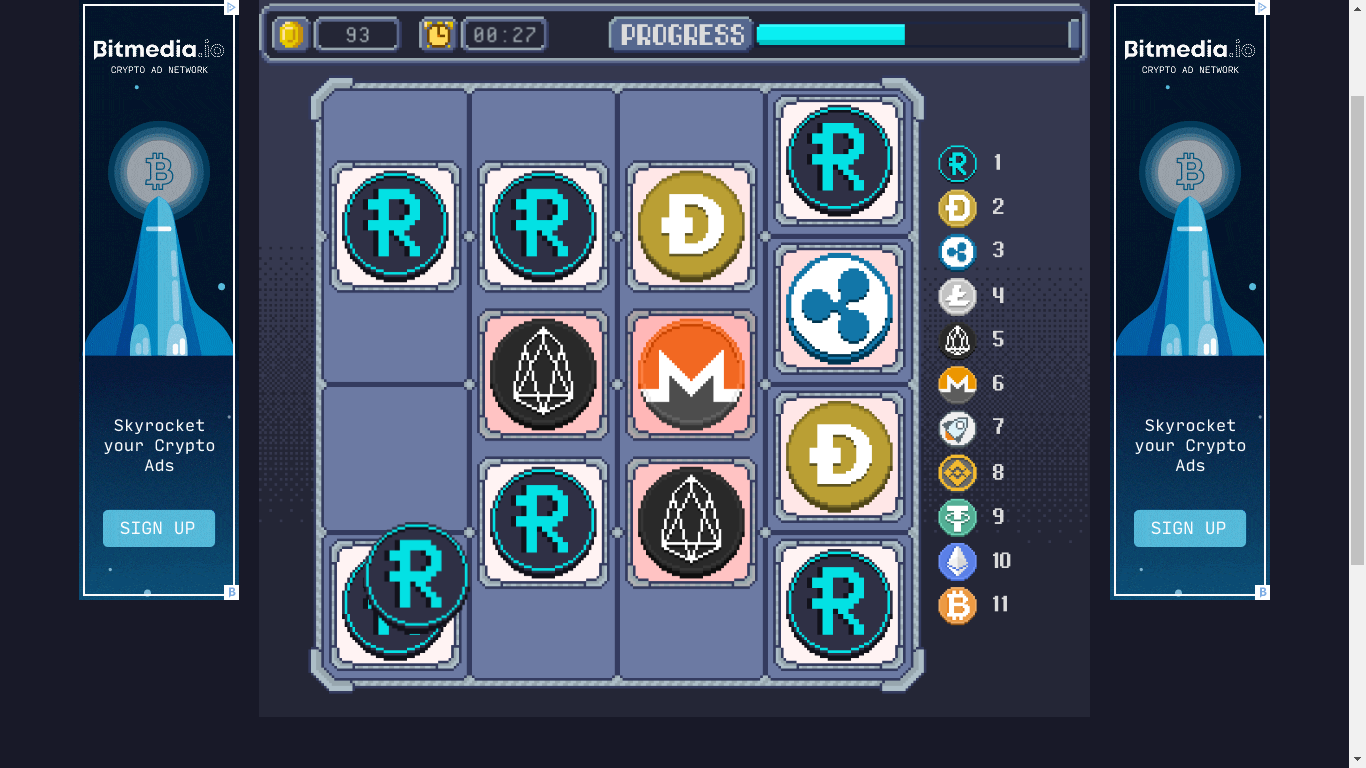 Bitmedia.io
CRYPTO AD NETWORK
Skyrocket
your Crypto
Ads
SIGN UP
93
00:27
PROGRESS
1
2
3
4
5
6
7
8
9
10
11
Bitmedia.io
CRYPTO AD NETWORK
Skyrocket
your Crypto
Ads
SIGN UP